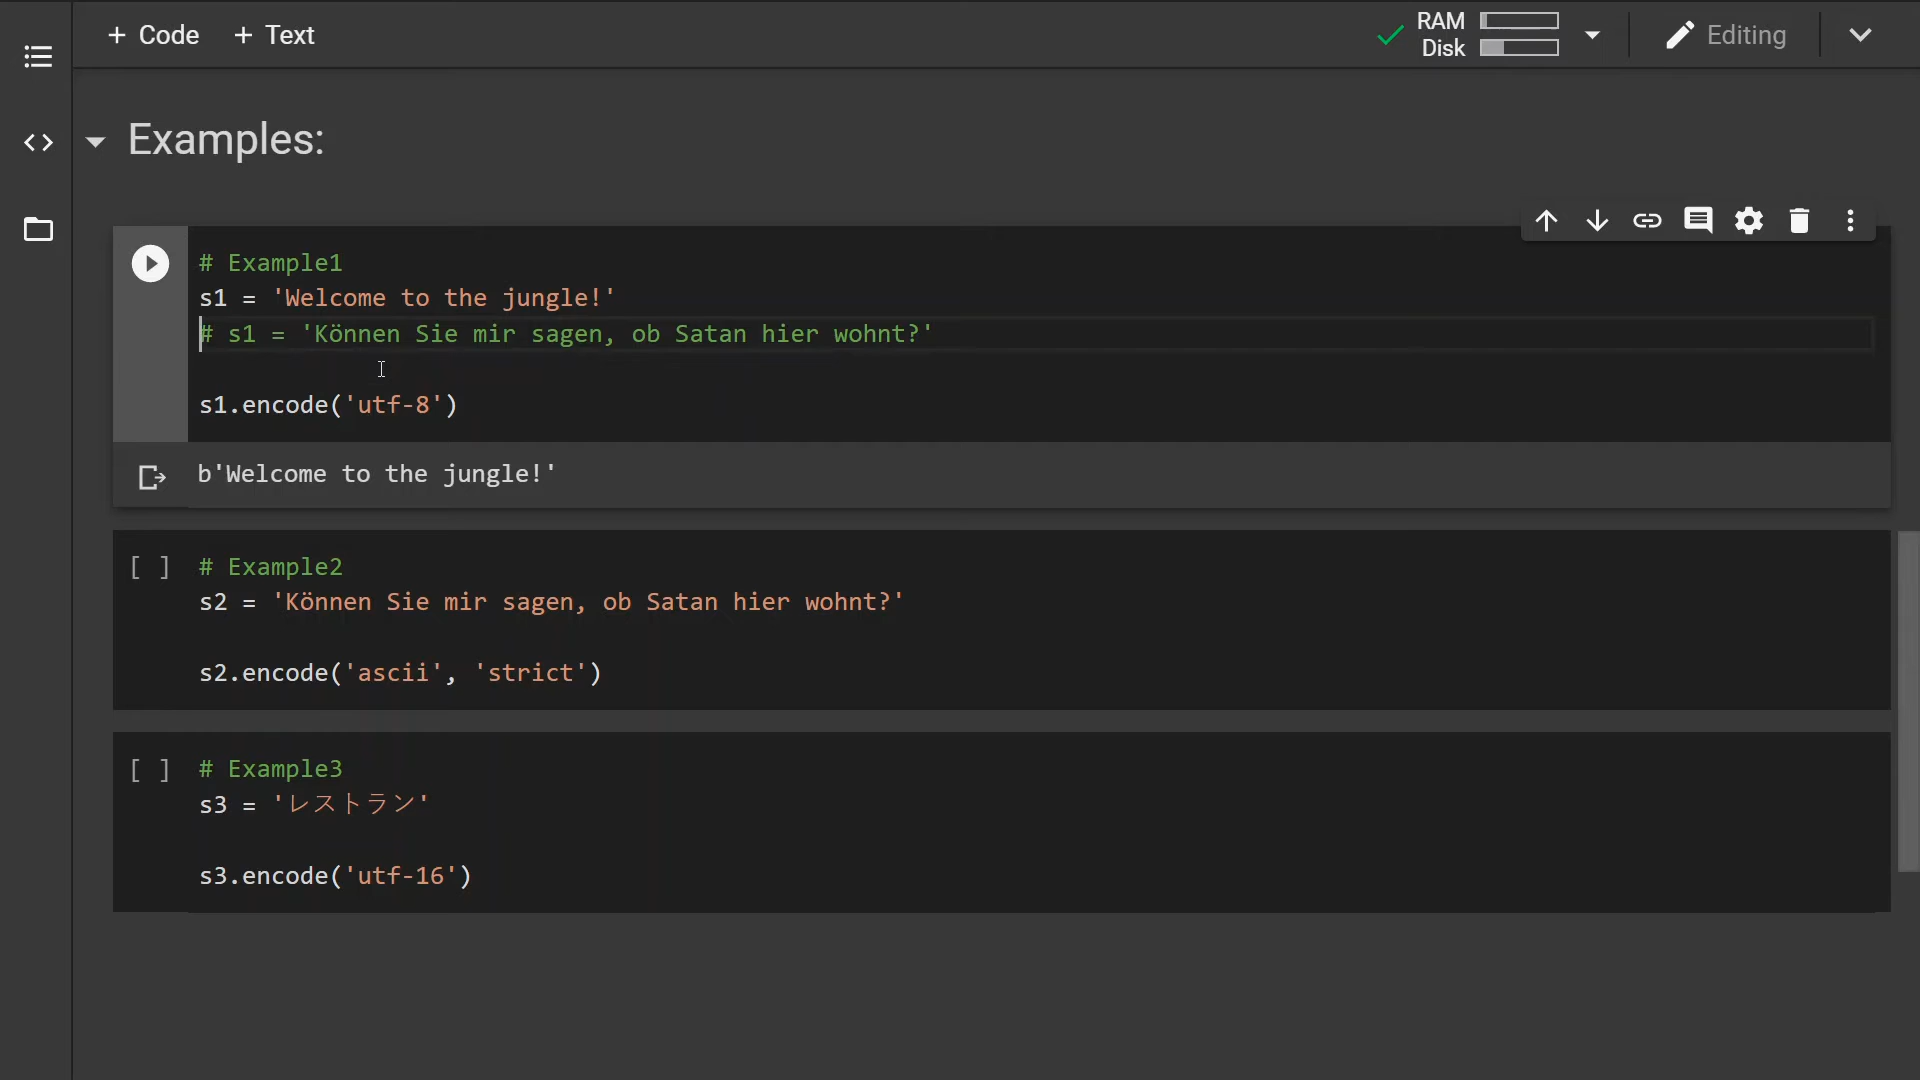 + Code + Text
RAM
Disk
Editing
Examples:
# Example1
s1 = 'Welcome to the jungle!'
# s1 = 'Können Sie mir sagen, ob Satan hier wohnt?'
s1.encode('utf-8')
b'Welcome to the jungle!'
[ ] # Example2
s2 = 'Können Sie mir sagen, ob Satan hier wohnt?'
s2.encode('ascii', 'strict')
[ ] # Example3
s3 = 'レストラン'
s3.encode('utf-16')